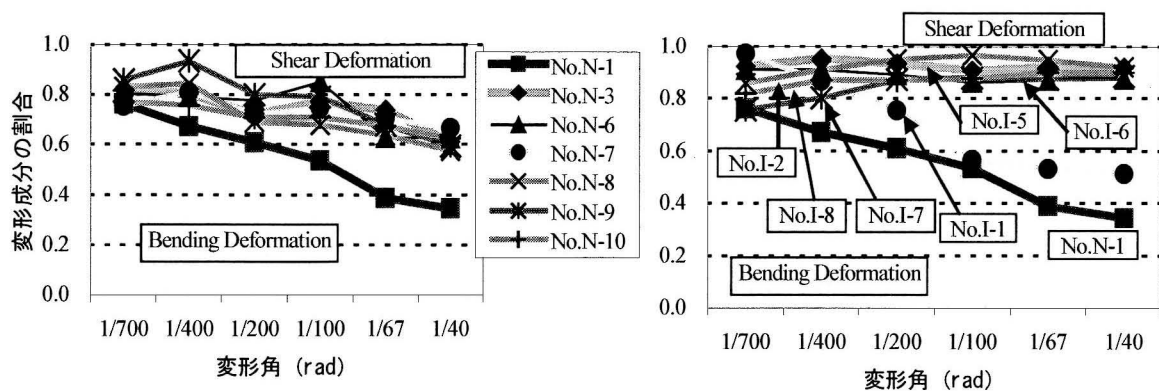 変形成分の割合
1.0
0.8
0.6
0.4
0.2
0.0
Shear Deformation
Bending Deformation
1/700 1/400 1/200 1/100 1/67 1/40
変形角 (rad)
No.N-1
No.N-3
No.N-6
No.N-7
No.N-8
No.N-9
No.N-10
1.0
0.8
0.6
0.4
0.2
0.0
Shear Deformation
No.I-5
No.I-6
No.I-2
No.I-8
No.I-7
No.I-1
No.N-1
Bending Deformation
1/700 1/400 1/200 1/100 1/67 1/40
変形角 (rad)